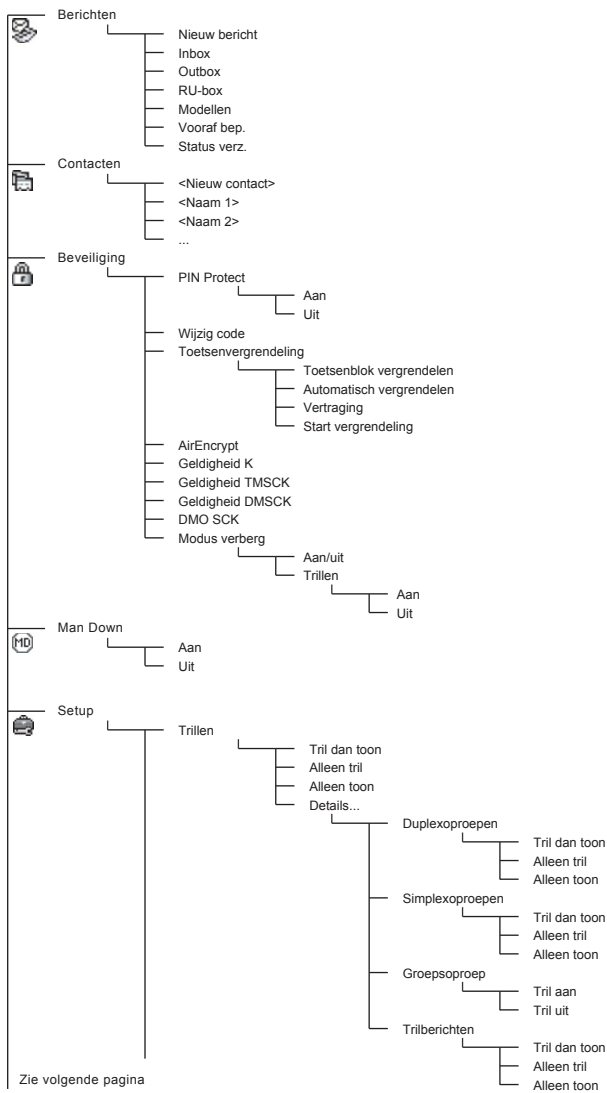 Berichten
Nieuw bericht
Inbox
Outbox
RU-box
Modellen
Vooraf bep.
Status verz.
Contacten
<Nieuw contact>
<Naam 1>
<Naam 2>
...
Beveiliging
PIN Protect
Aan
Uit
Wijzig code
Toetsenvergrendeling
Toetsenblok vergrendelen
Automatisch vergrendelen
Vertraging
Start vergrendeling
AirEncrypt
Geldigheid K
Geldigheid TMSCK
Geldigheid DMSCK
DMO SCK
Modus verberg
Aan/uit
Trillen
Aan
Uit
Man Down
MD
Aan
Uit
Setup
Trillen
Tril dan toon
Alleen tril
Alleen toon
Details...
Duplexoproepen
Tril dan toon
Alleen tril
Alleen toon
Simplexoproepen
Tril dan toon
Alleen tril
Alleen toon
Groepsoproep
Tril aan
Tril uit
Trilberichten
Tril dan toon
Alleen tril
Alleen toon
Zie volgende pagina